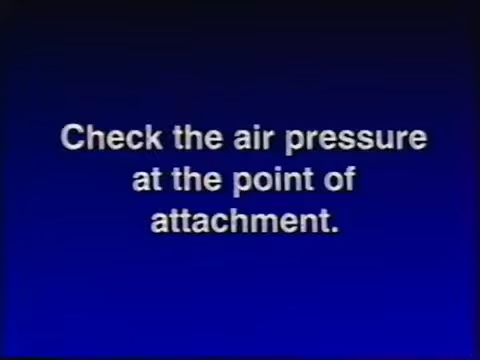 Check the air pressure
at the point of
attachment.